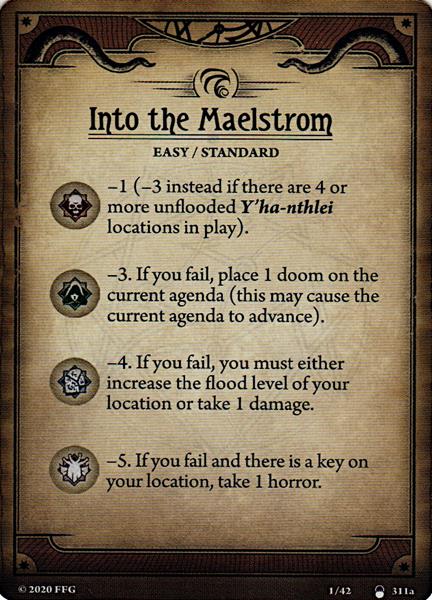 Into the Maelstrom
EASY / STANDARD
–1 (–3 instead if there are 4 or
more unflooded Y'ha-nthlei
locations in play).
–3. If you fail, place 1 doom on the
current agenda (this may cause the
current agenda to advance).
–4. If you fail, you must either
increase the flood level of your
location or take 1 damage.
–5. If you fail and there is a key on
your location, take 1 horror.
© 2020 FFG
1/42
311a